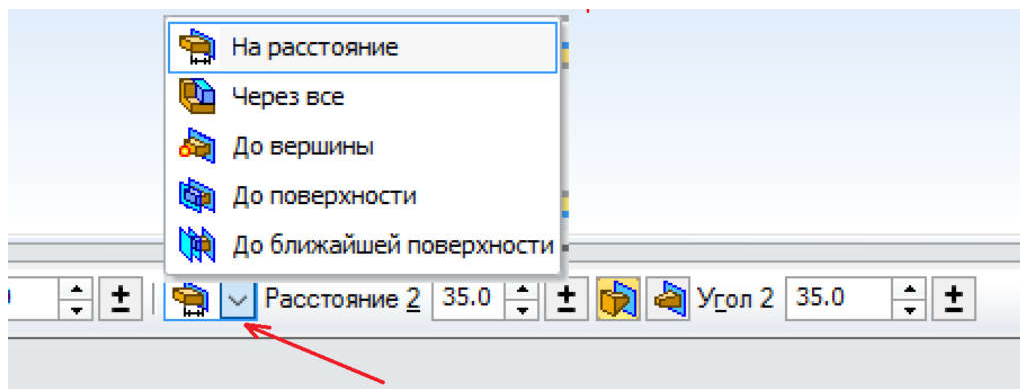 На расстояние
Через все
До вершины
До поверхности
До ближайшей поверхности
Расстояние 2 35.0 Угол 2 35.0